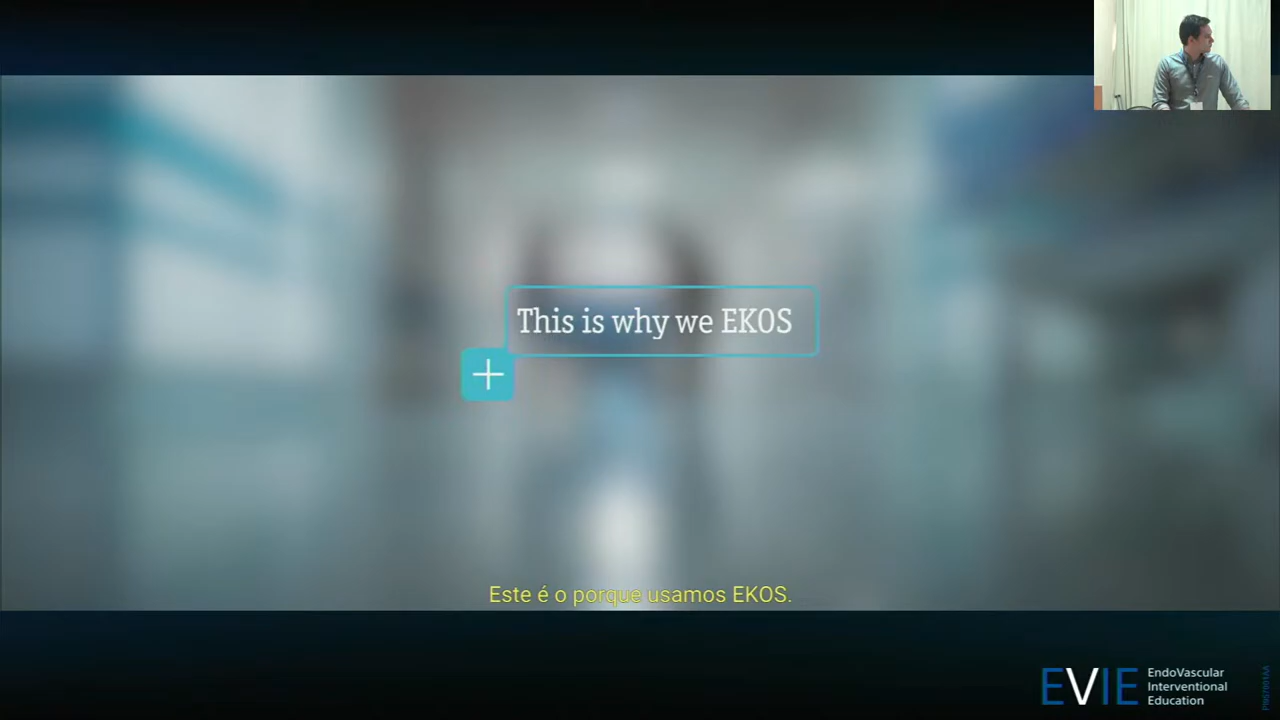 This is why we EKOS
Este é o porque usamos EKOS.
EVIE
EndoVascular
Interventional
Education